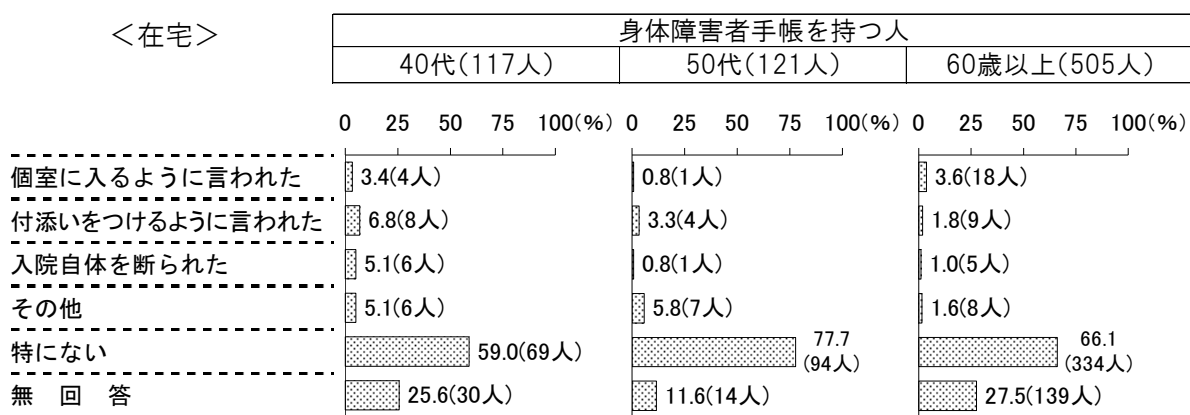 ＜在宅＞
身体障害者手帳を持つ人
40代(117人) 50代(121人) 60歳以上(505人)
0 25 50 75 100(%) 0 25 50 75 100(%) 0 25 50 75 100(%)
個室に入るように言われた 3.4(4人) 0.8(1人) 3.6(18人)
付添いをつけるように言われた 6.8(8人) 3.3(4人) 1.8(9人)
入院自体を断られた 5.1(6人) 0.8(1人) 1.0(5人)
その他 5.1(6人) 5.8(7人) 1.6(8人)
特にない 59.0(69人) 77.7 66.1
(94人) (334人)
無　回　答 25.6(30人) 11.6(14人) 27.5(139人)